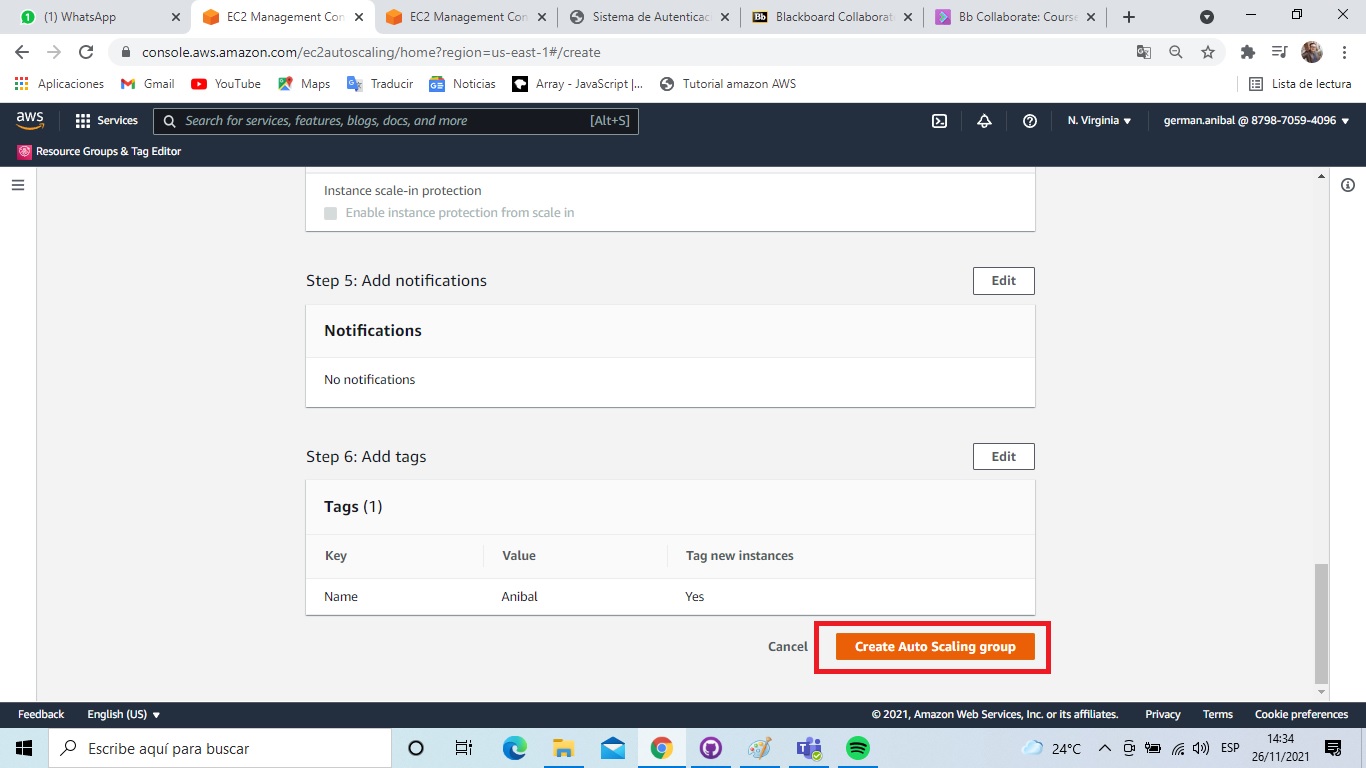 (1) WhatsApp
EC2 Management Con
EC2 Management Con
Sistema de Autenticac
Bb Blackboard Collaborat
Bb Collaborate: Course
console.aws.amazon.com/ec2autoscaling/home?region=us-east-1#/create
Aplicaciones
Gmail
YouTube
Maps
Traducir
Noticias
Array - JavaScript |...
Tutorial amazon AWS
Lista de lectura
aws
Services
Search for services, features, blogs, docs, and more
[Alt+S]
N. Virginia
german.anibal @ 8798-7059-4096
Resource Groups & Tag Editor
Instance scale-in protection
Enable instance protection from scale in
Step 5: Add notifications
Edit
Notifications
No notifications
Step 6: Add tags
Edit
Tags (1)
Key Value Tag new instances
Name Anibal Yes
Cancel
Create Auto Scaling group
Feedback
English (US)
© 2021, Amazon Web Services, Inc. or its affiliates.
Privacy
Terms
Cookie preferences
Escribe aquí para buscar
24°C
ESP
14:34
26/11/2021